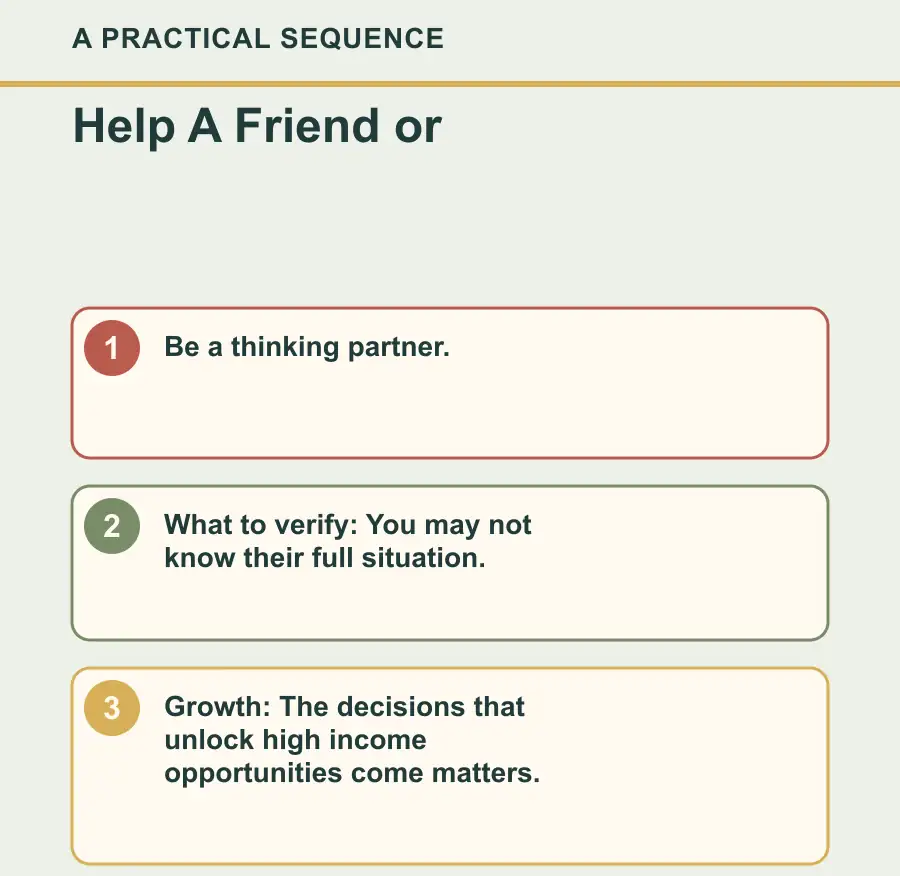 A PRACTICAL SEQUENCE
Help A Friend or
1
Be a thinking partner.
2
What to verify: You may not
know their full situation.
3
Growth: The decisions that
unlock high income
opportunities come matters.